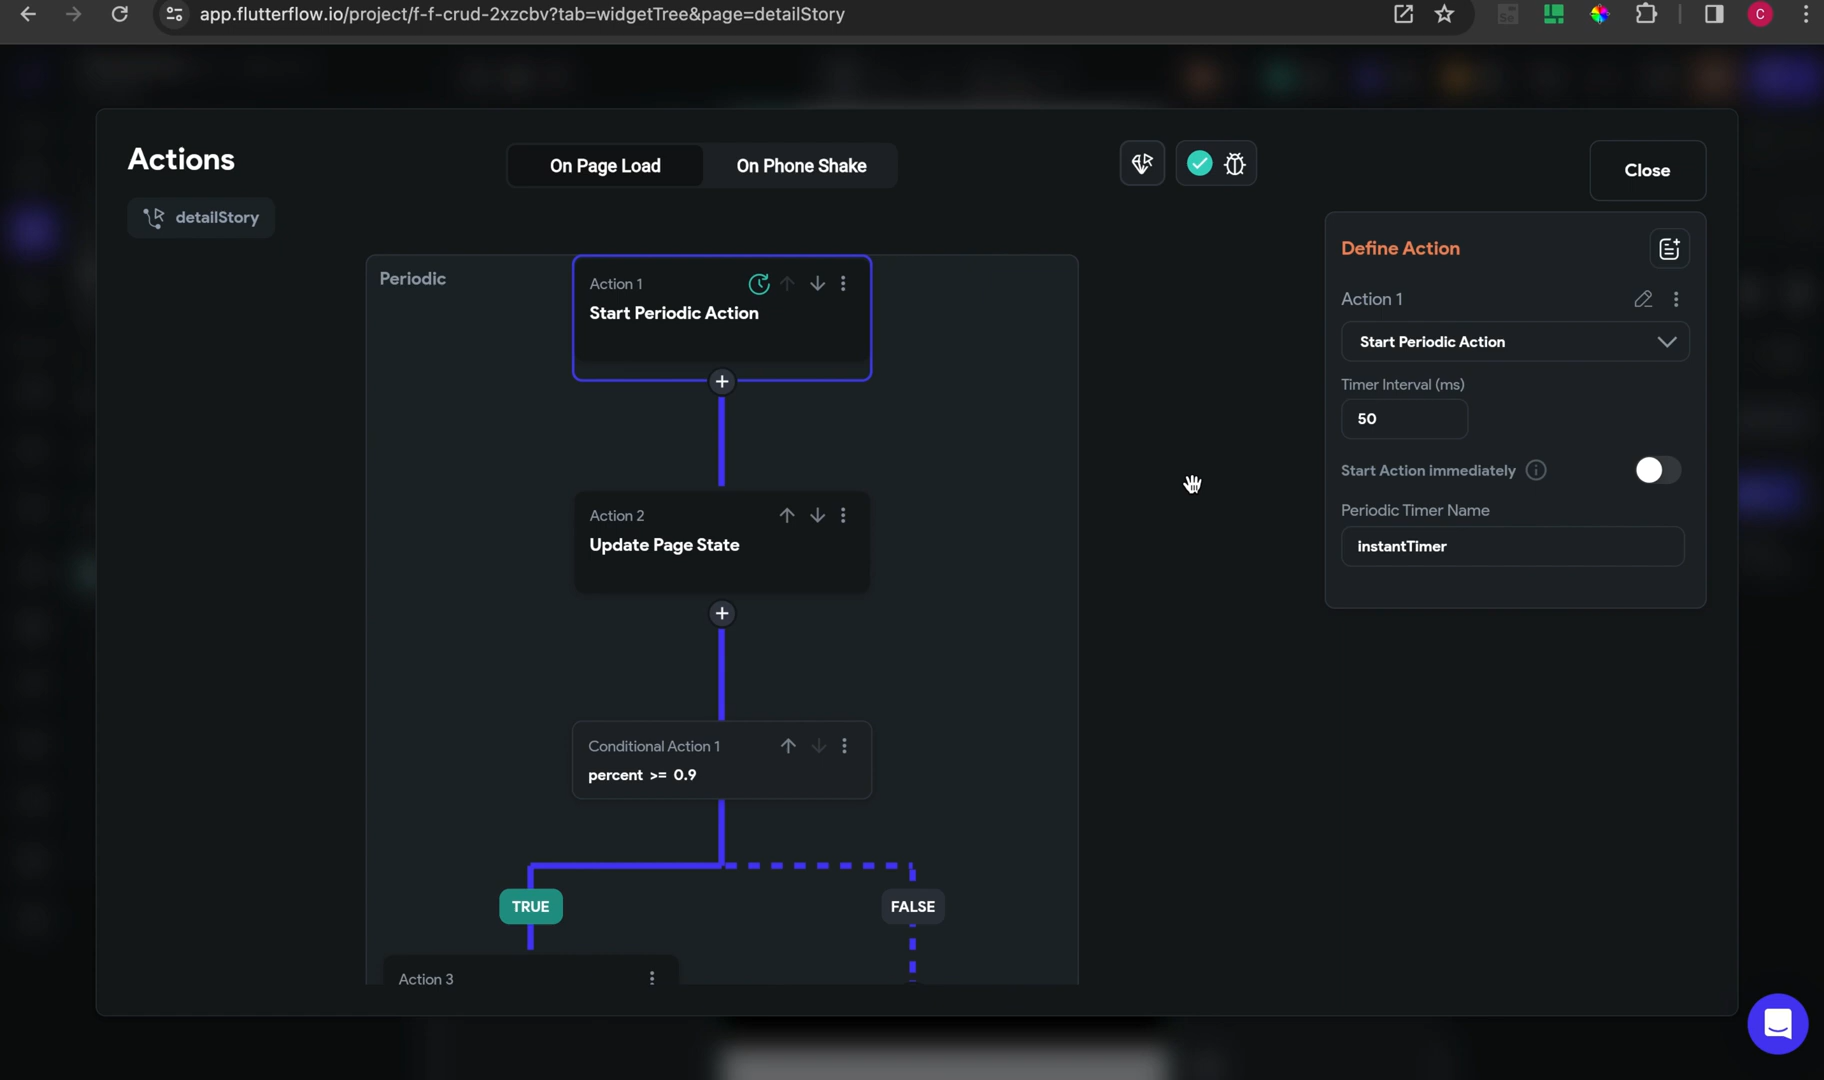 app.flutterflow.io/project/f-f-crud-2xzcbv?tab=widgetTree&page=detailStory
C
Actions
On Page Load
On Phone Shake
Close
detailStory
Periodic
Action 1
Start Periodic Action
Define Action
Action 1
Start Periodic Action
Timer Interval (ms)
50
Start Action immediately
Periodic Timer Name
instantTimer
Action 2
Update Page State
Conditional Action 1
percent >= 0.9
TRUE
FALSE
Action 3